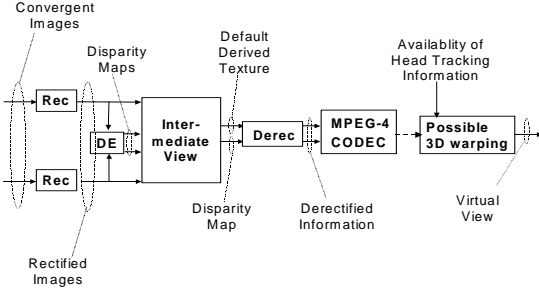 Convergent
Images
Disparity
Maps
Default
Derived
Texture
Availablity of
Head Tracking
Information
Rec
DE
Rec
Inter-
mediate
View
Derec
MPEG-4
CODEC
Possible
3D warping
Rectified
Images
Disparity
Map
Derectified
Information
Virtual
View